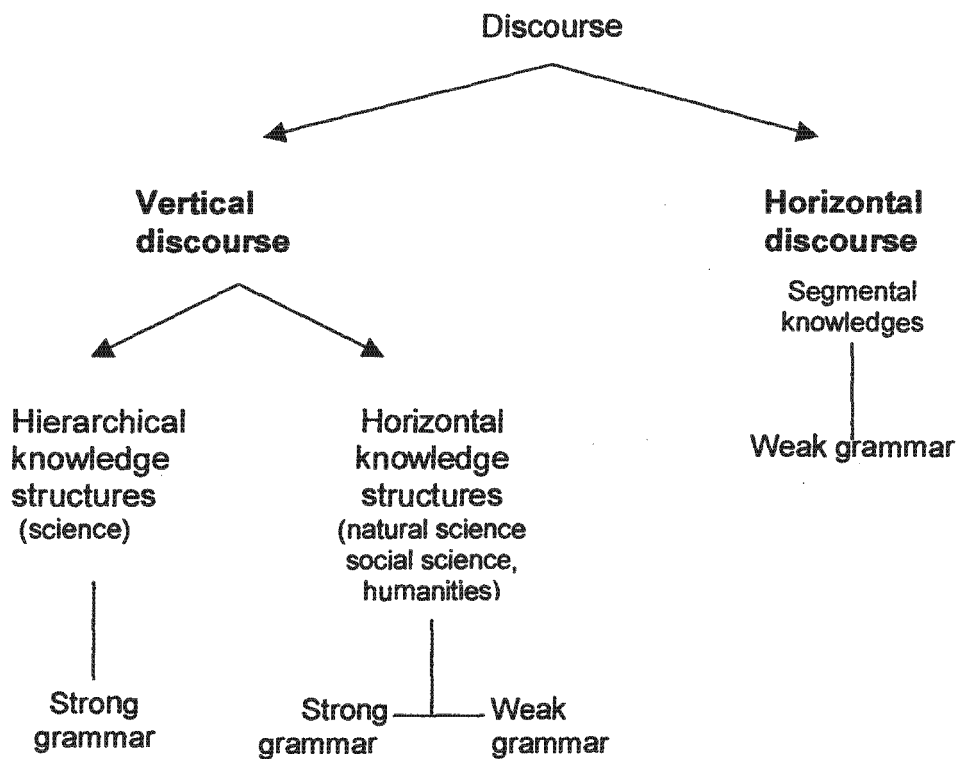 Discourse
Vertical
discourse
Horizontal
discourse
Segmental
knowledges
Weak grammar
Hierarchical
knowledge
structures
(science)
Horizontal
knowledge
structures
(natural science
social science,
humanities)
Strong
grammar
Strong
grammar
Weak
grammar